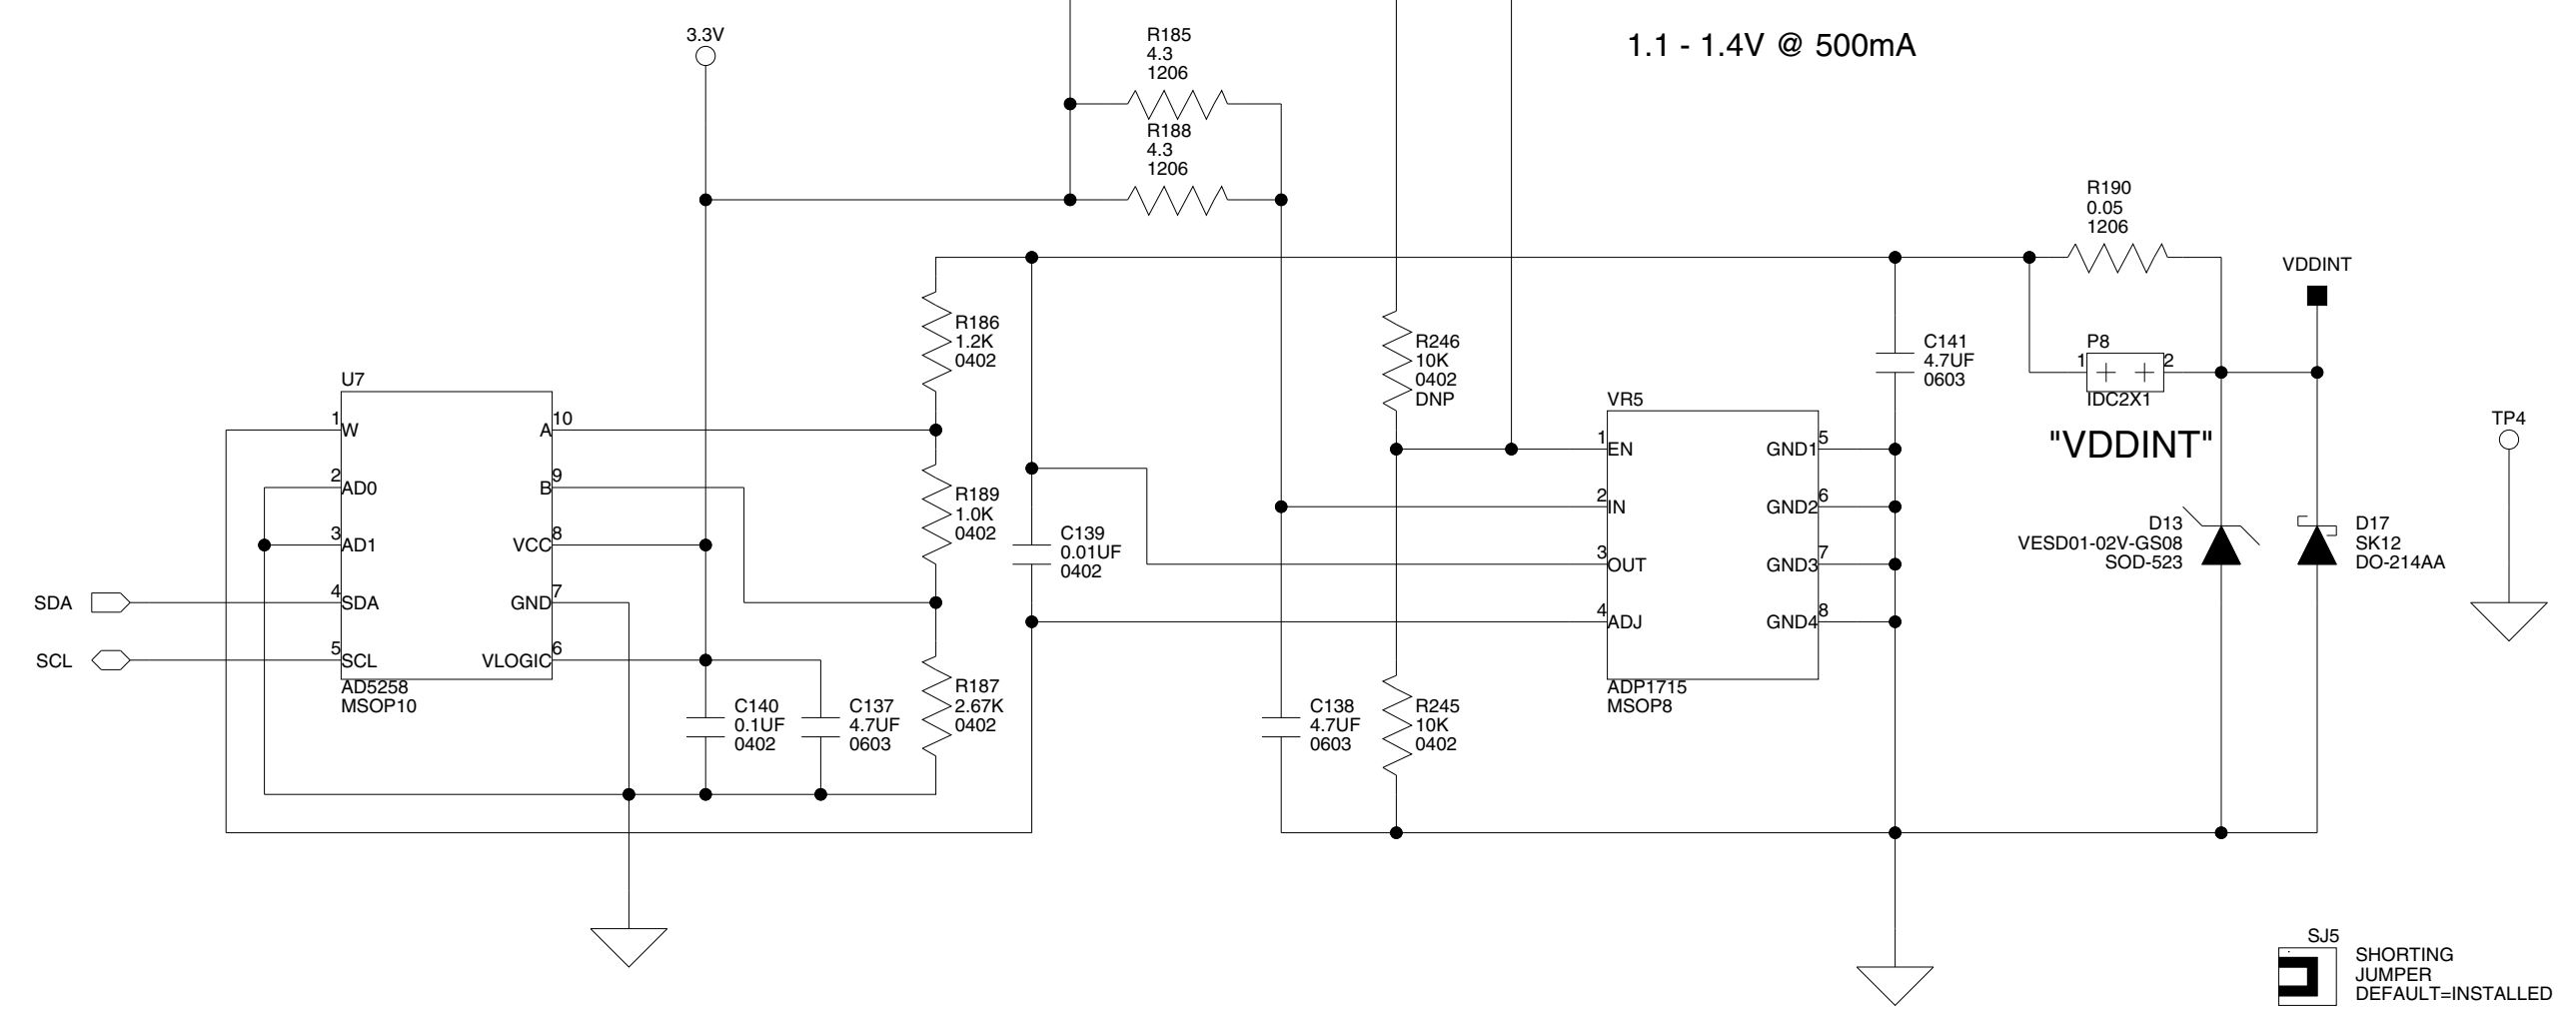 3.3V
R185
4.3
1206
R188
4.3
1206
1.1 - 1.4V @ 500mA
R190
0.05
1206
VDDINT
R186
1.2K
0402
R246
10K
0402
DNP
C141
4.7UF
0603
P8
1
2
IDC2X1
"VDDINT"
TP4
U7
1
W
2
AD0
3
AD1
4
SDA
5
SCL
10
A
9
B
8
VCC
7
GND
6
VLOGIC
AD5258
MSOP10
SDA
SCL
R189
1.0K
0402
C139
0.01UF
0402
VR5
1
EN
2
IN
3
OUT
4
ADJ
5
GND1
6
GND2
7
GND3
8
GND4
ADP1715
MSOP8
D13
VESD01-02V-GS08
SOD-523
D17
SK12
DO-214AA
C140
0.1UF
0402
C137
4.7UF
0603
R187
2.67K
0402
C138
4.7UF
0603
R245
10K
0402
SJ5
SHORTING
JUMPER
DEFAULT=INSTALLED